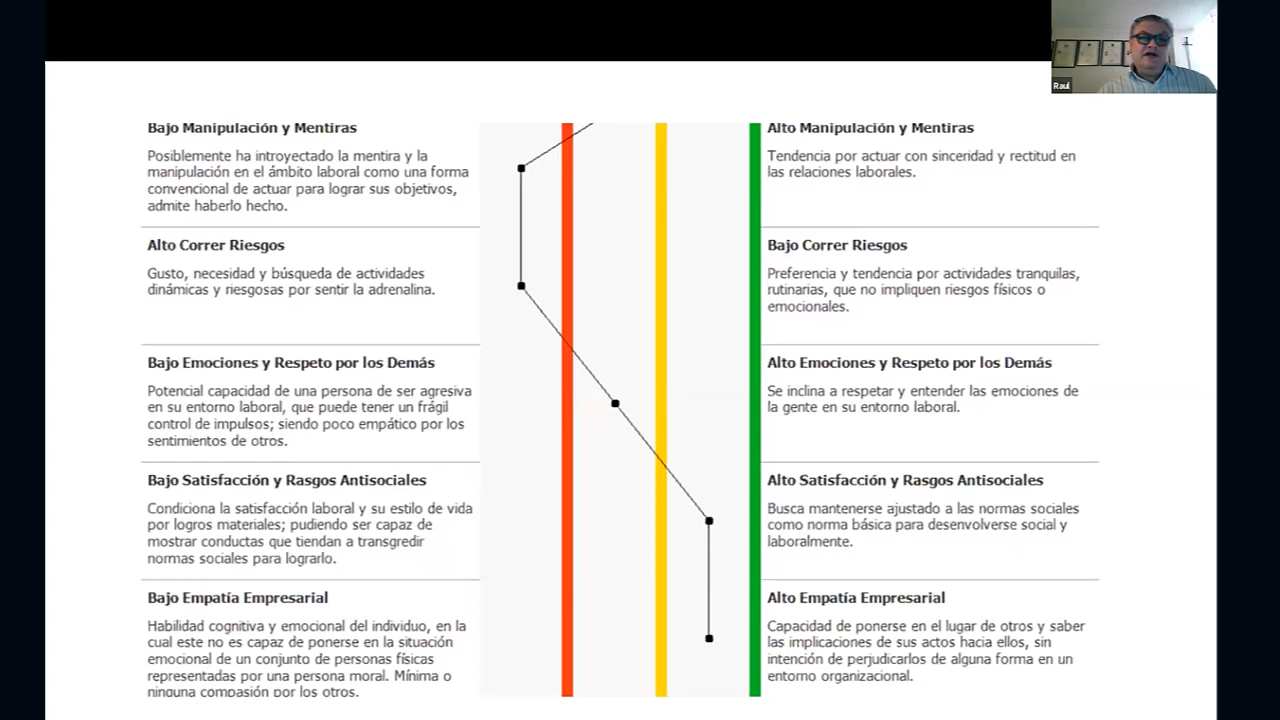 Raul
Bajo Manipulación y Mentiras
Posiblemente ha introyectado la mentira y la
manipulación en el ámbito laboral como una forma
convencional de actuar para lograr sus objetivos,
admite haberlo hecho.
Alto Manipulación y Mentiras
Tendencia por actuar con sinceridad y rectitud en
las relaciones laborales.
Alto Correr Riesgos
Gusto, necesidad y búsqueda de actividades
dinámicas y riesgosas por sentir la adrenalina.
Bajo Correr Riesgos
Preferencia y tendencia por actividades tranquilas,
rutinarias, que no impliquen riesgos físicos o
emocionales.
Bajo Emociones y Respeto por los Demás
Potencial capacidad de una persona de ser agresiva
en su entorno laboral, que puede tener un frágil
control de impulsos; siendo poco empático por los
sentimientos de otros.
Alto Emociones y Respeto por los Demás
Se inclina a respetar y entender las emociones de
la gente en su entorno laboral.
Bajo Satisfacción y Rasgos Antisociales
Condiciona la satisfacción laboral y su estilo de vida
por logros materiales; pudiendo ser capaz de
mostrar conductas que tiendan a transgredir
normas sociales para lograrlo.
Alto Satisfacción y Rasgos Antisociales
Busca mantenerse ajustado a las normas sociales
como norma básica para desenvolverse social y
laboralmente.
Bajo Empatía Empresarial
Habilidad cognitiva y emocional del individuo, en la
cual este no es capaz de ponerse en la situación
emocional de un conjunto de personas físicas
representadas por una persona moral. Mínima o
ninguna compasión por los otros.
Alto Empatía Empresarial
Capacidad de ponerse en el lugar de otros y saber
las implicaciones de sus actos hacia ellos, sin
intención de perjudicarlos de alguna forma en un
entorno organizacional.